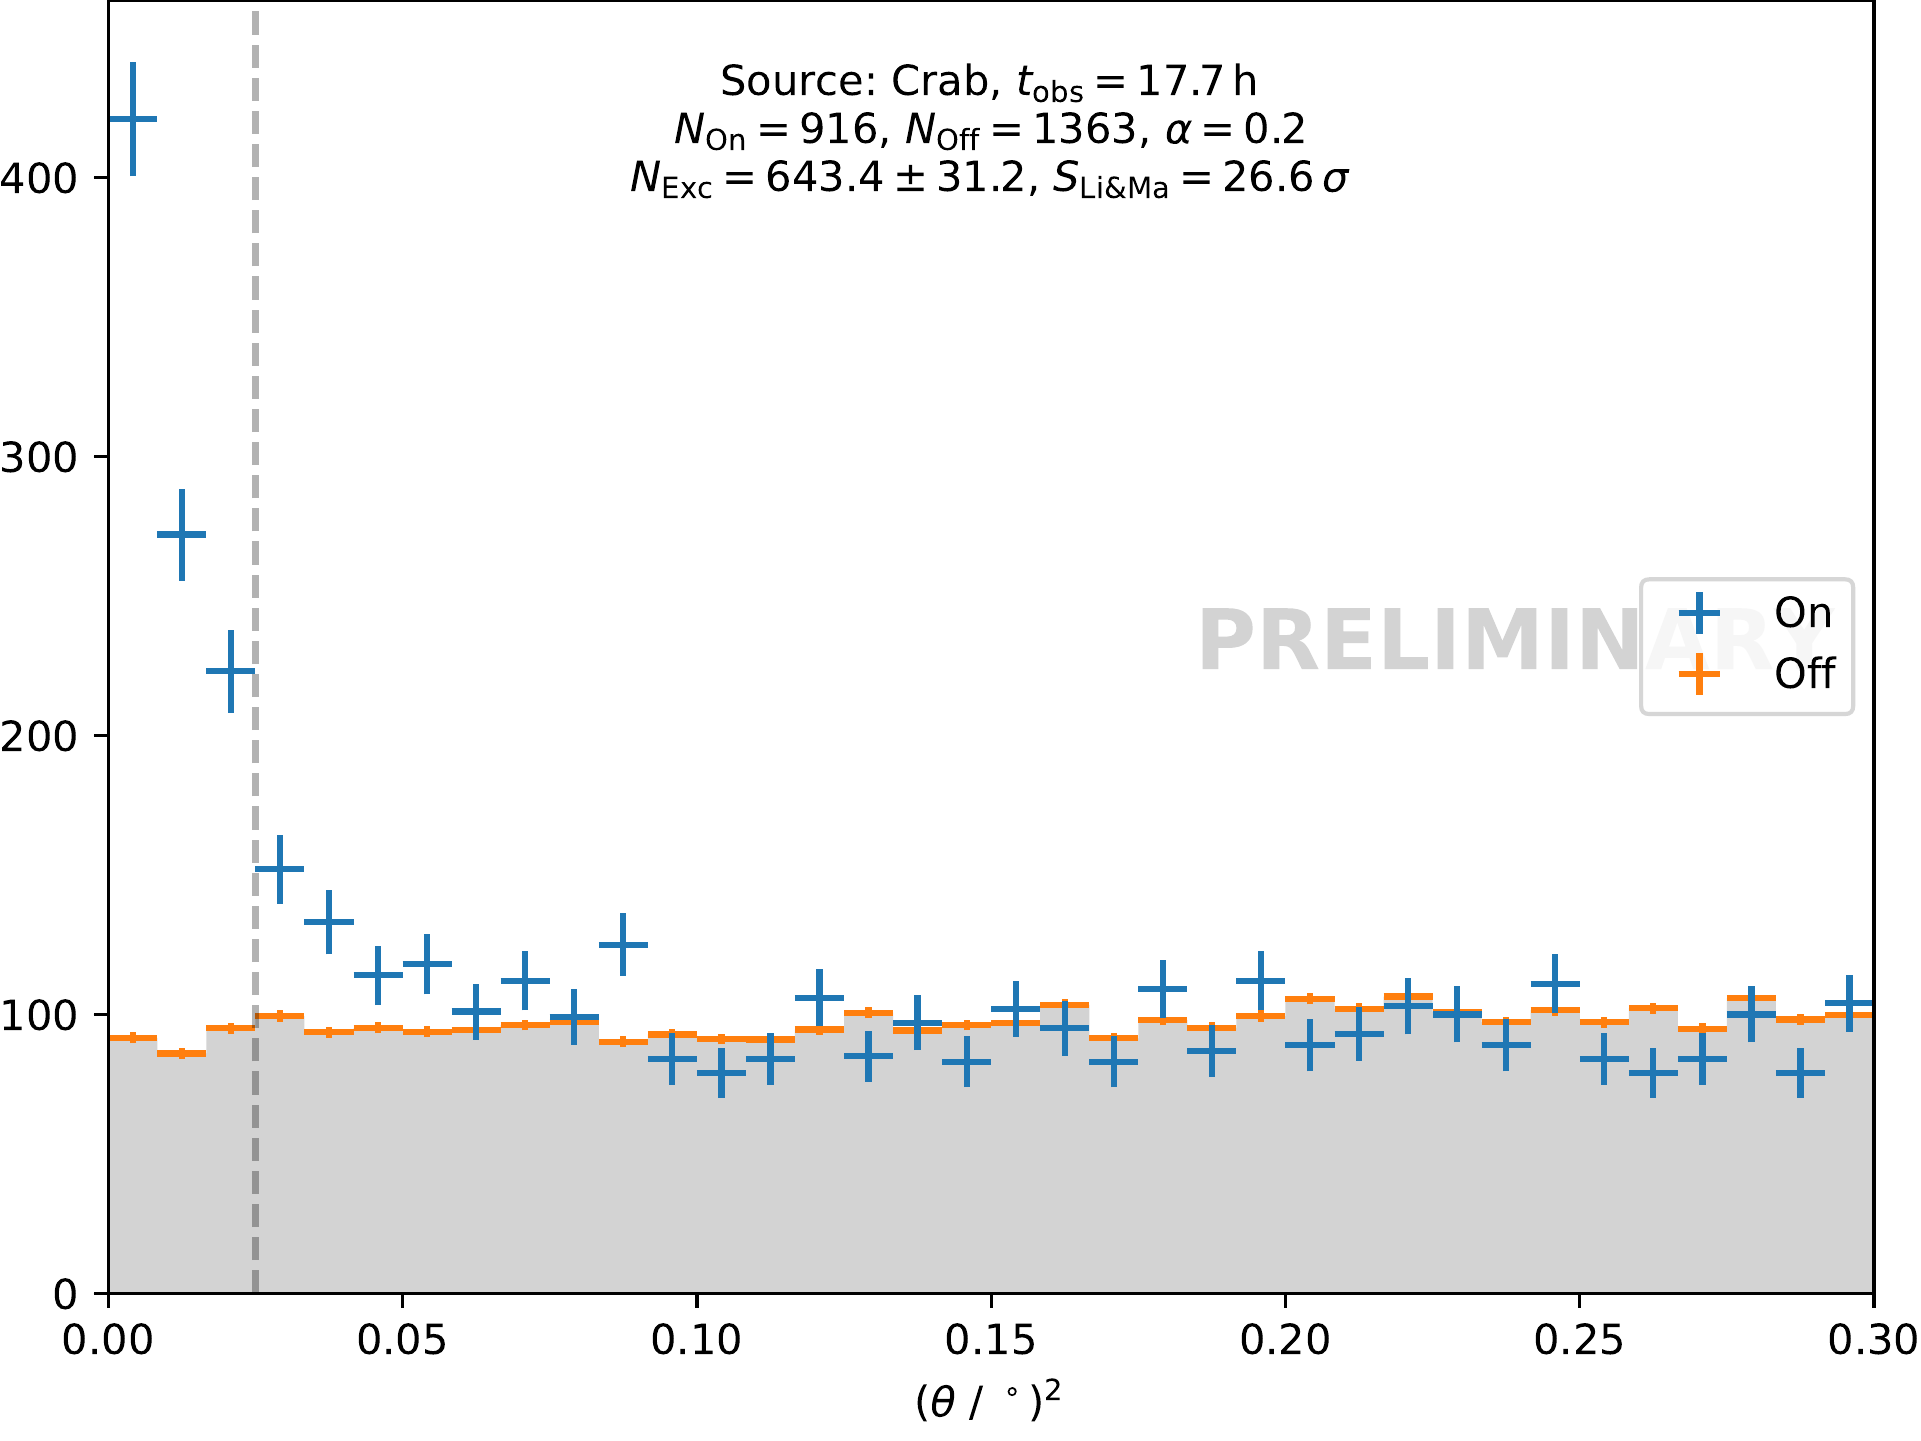 Source: Crab, t_obs = 17.7 h
N_On = 916, N_Off = 1363, α = 0.2
N_Exc = 643.4 ± 31.2, S_Li&Ma = 26.6 σ
400
300
200
100
0
PRELIMINARY
On
Off
0.00 0.05 0.10 0.15 0.20 0.25 0.30
(θ / °)²